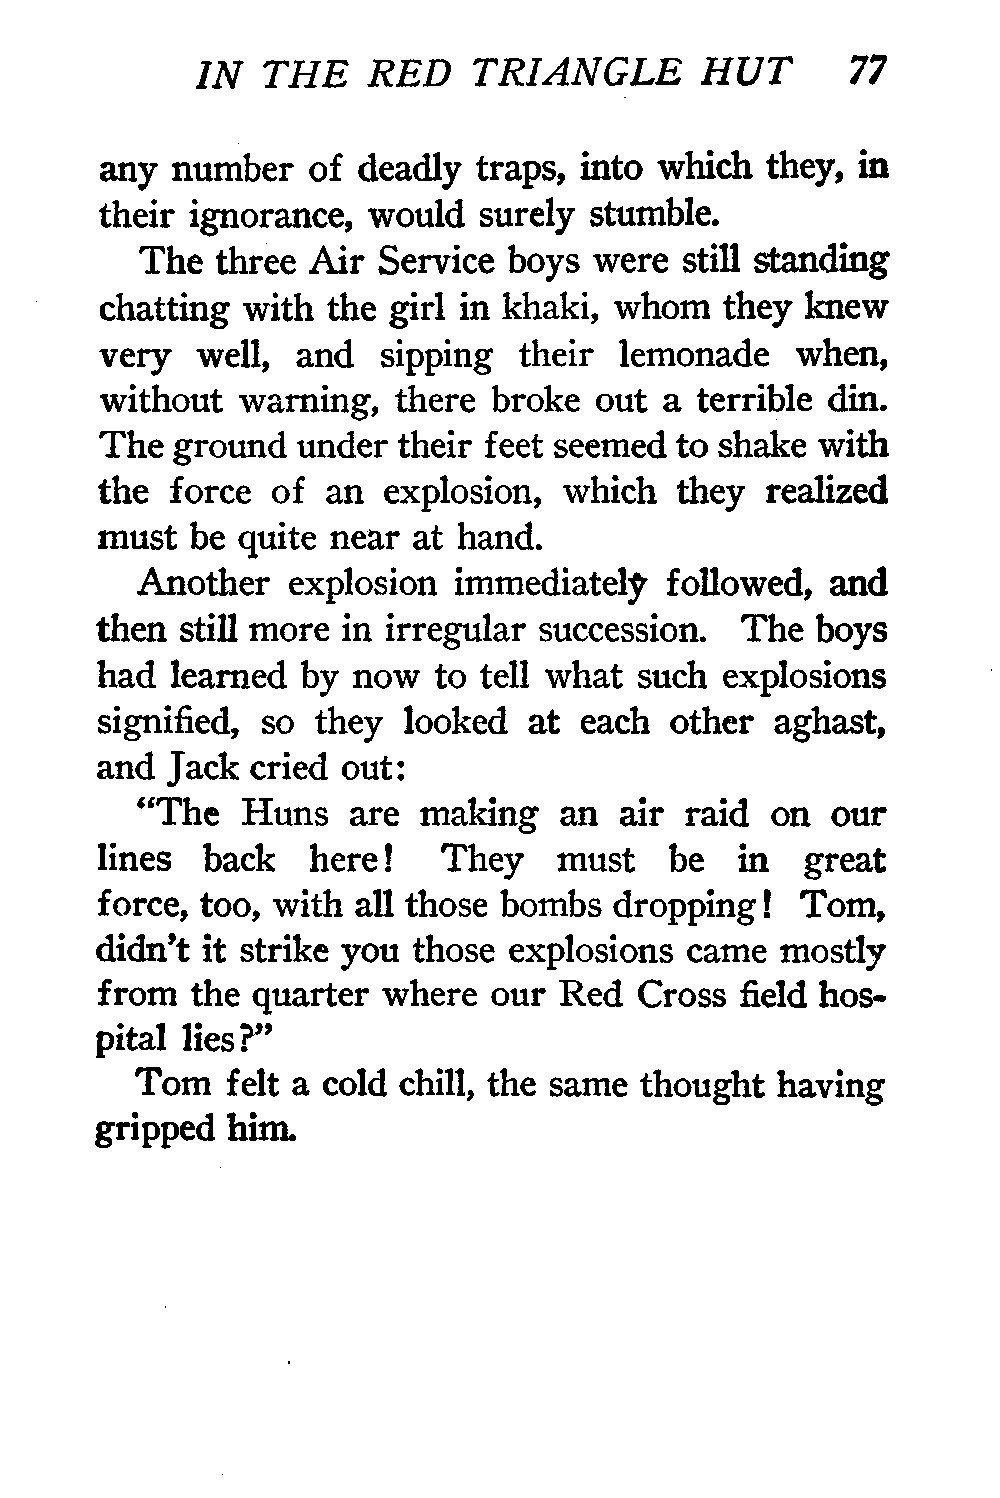 IN THE RED TRIANGLE HUT 77
any number of deadly traps, into which they, in
their ignorance, would surely stumble.
The three Air Service boys were still standing
chatting with the girl in khaki, whom they knew
very well, and sipping their lemonade when,
without warning, there broke out a terrible din.
The ground under their feet seemed to shake with
the force of an explosion, which they realized
must be quite near at hand.
Another explosion immediately followed, and
then still more in irregular succession. The boys
had learned by now to tell what such explosions
signified, so they looked at each other aghast,
and Jack cried out:
"The Huns are making an air raid on our
lines back here! They must be in great
force, too, with all those bombs dropping! Tom,
didn't it strike you those explosions came mostly
from the quarter where our Red Cross field hos-
pital lies?"
Tom felt a cold chill, the same thought having
gripped him.